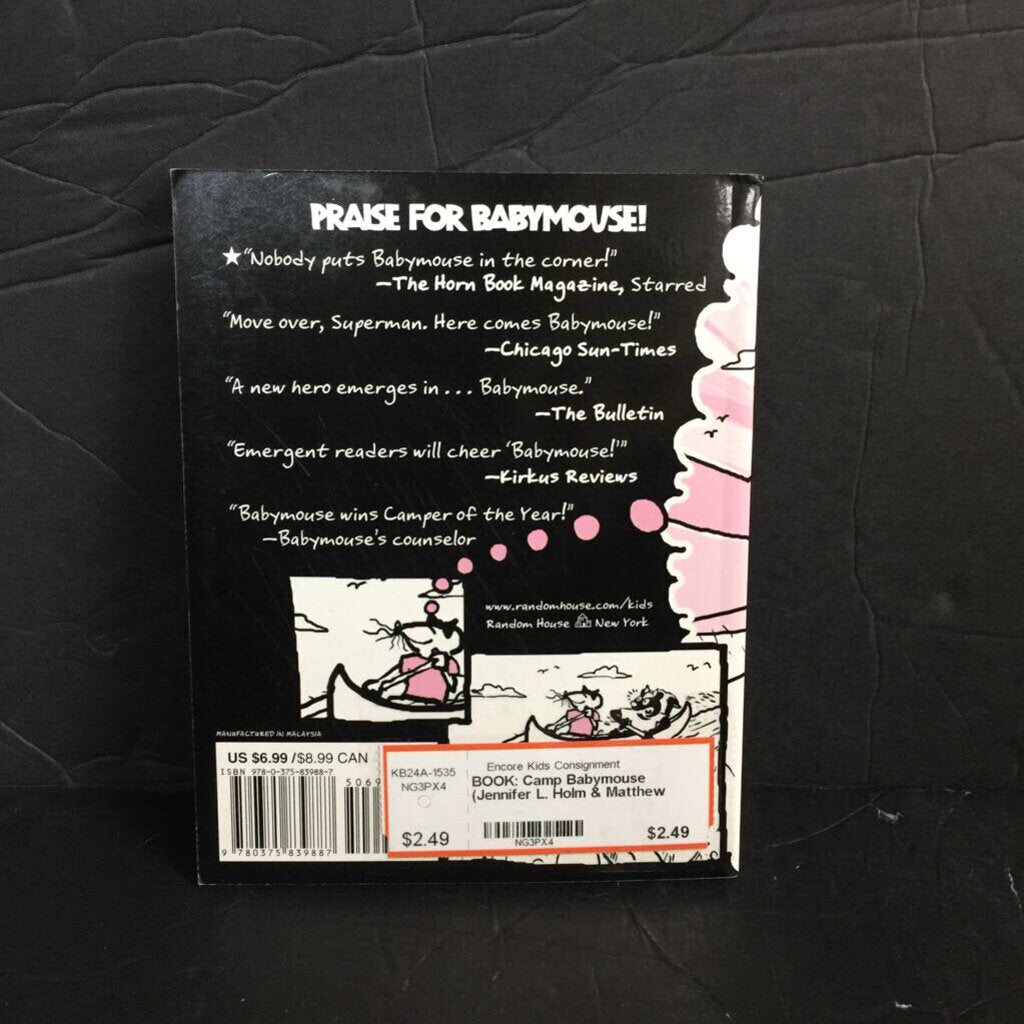 PRAISE FOR BABYMOUSE!
★ “Nobody puts Babymouse in the corner!”
—The Horn Book Magazine, Starred
“Move over, Superman. Here comes Babymouse!”
—Chicago Sun-Times
“A new hero emerges in . . . Babymouse.”
—The Bulletin
“Emergent readers will cheer ‘Babymouse!’”
—Kirkus Reviews
“Babymouse wins Camper of the Year!”
—Babymouse’s counselor
www.randomhouse.com/kids
Random House New York
MANUFACTURED IN MALAYSIA
US $6.99 /$8.99 CAN
ISBN 978-0-375-83988-7
5069
9 780375 839887
KB24A-1535
NG3PX4
$2.49
Encore Kids Consignment
BOOK: Camp Babymouse
(Jennifer L. Holm & Matthew
NG3PX4
$2.49